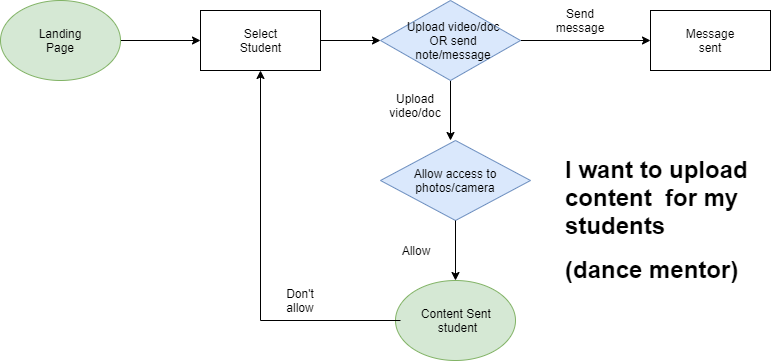 Landing
Page
Select
Student
Upload video/doc
OR send
note/message
Send
message
Message
sent
Upload
video/doc
Allow access to
photos/camera
I want to upload
content  for my
students
(dance mentor)
Allow
Don't
allow
Content Sent
student